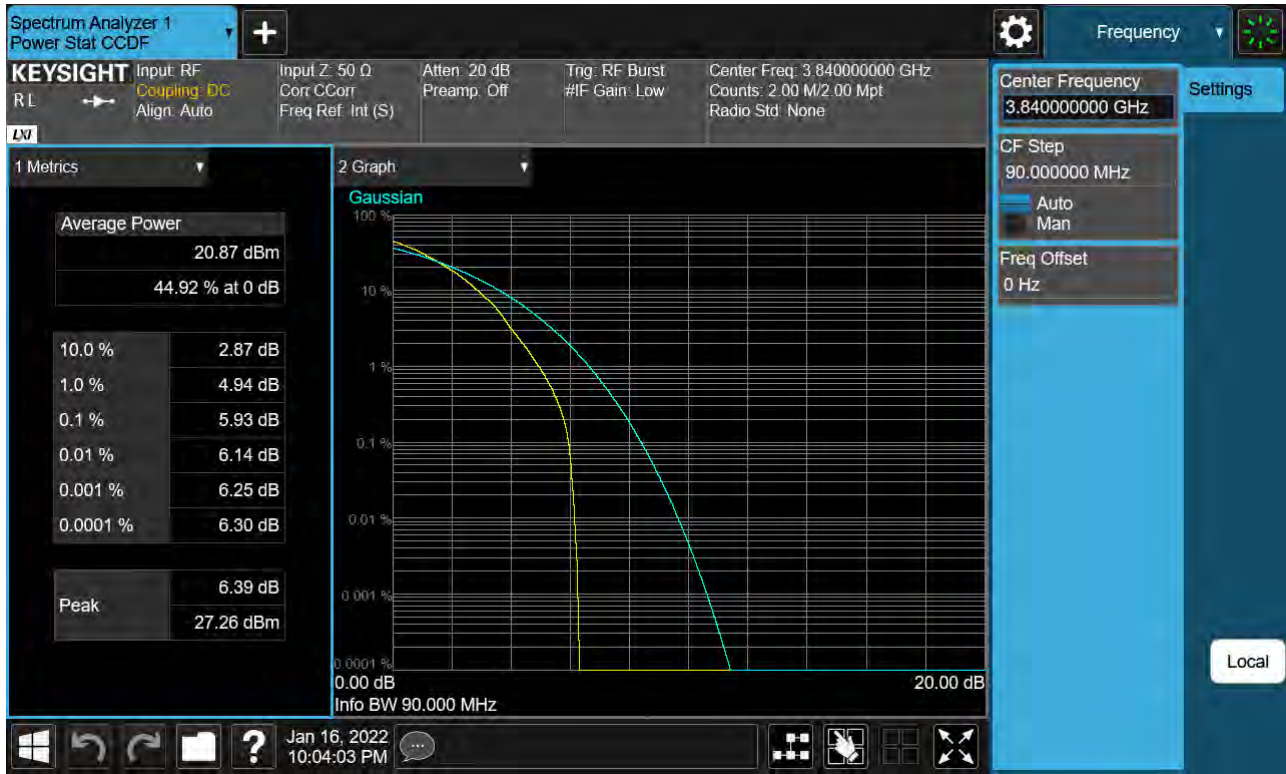 Spectrum Analyzer 1
Power Stat CCDF
Frequency
KEYSIGHT
RL
LXI
Input: RF
Coupling: DC
Align: Auto
Input Z: 50 Ω
Corr CCorr
Freq Ref: Int (S)
Atten: 20 dB
Preamp: Off
Trig: RF Burst
#IF Gain: Low
Center Freq: 3.840000000 GHz
Counts: 2.00 M/2.00 Mpt
Radio Std: None
Center Frequency
3.840000000 GHz
Settings
CF Step
90.000000 MHz
Auto
Man
Freq Offset
0 Hz
Local
1 Metrics
Average Power
20.87 dBm
44.92 % at 0 dB
10.0 % 2.87 dB
1.0 % 4.94 dB
0.1 % 5.93 dB
0.01 % 6.14 dB
0.001 % 6.25 dB
0.0001 % 6.30 dB
Peak
6.39 dB
27.26 dBm
2 Graph
Gaussian
100 %
10 %
1 %
0.1 %
0.01 %
0.001 %
0.0001 %
0.00 dB 20.00 dB
Info BW 90.000 MHz
?
Jan 16, 2022
10:04:03 PM